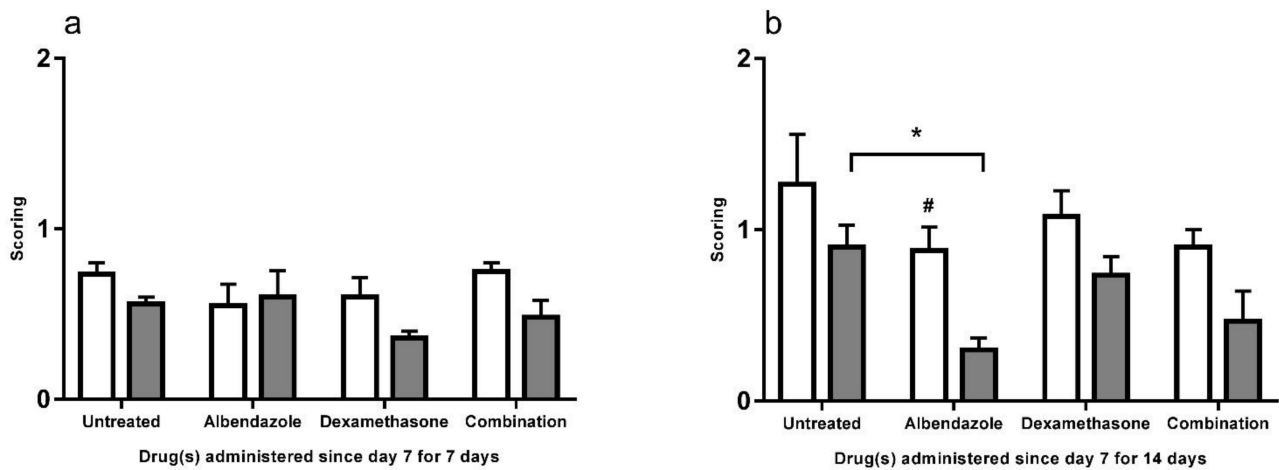 a
2
1
0
Scoring
Untreated Albendazole Dexamethasone Combination
Drug(s) administered since day 7 for 7 days
b
2
1
0
Scoring
*
#
Untreated Albendazole Dexamethasone Combination
Drug(s) administered since day 7 for 14 days